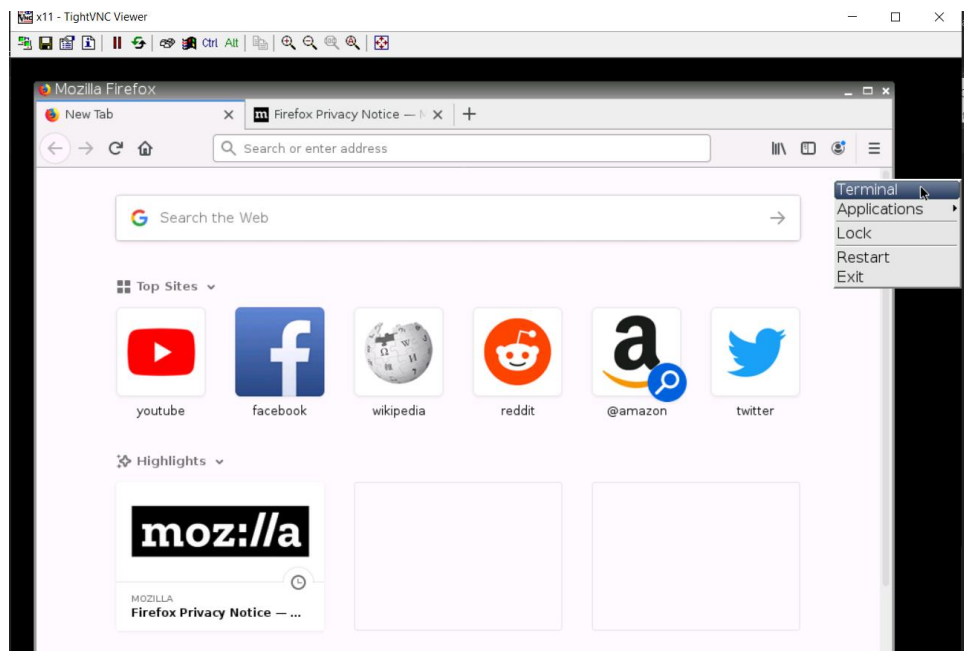 x11 - TightVNC Viewer
Ctrl Alt
Mozilla Firefox
New Tab
Firefox Privacy Notice —
Search or enter address
Terminal
Applications
Lock
Restart
Exit
Search the Web
Top Sites
youtube facebook wikipedia reddit @amazon twitter
Highlights
moz://a
MOZILLA
Firefox Privacy Notice — ...